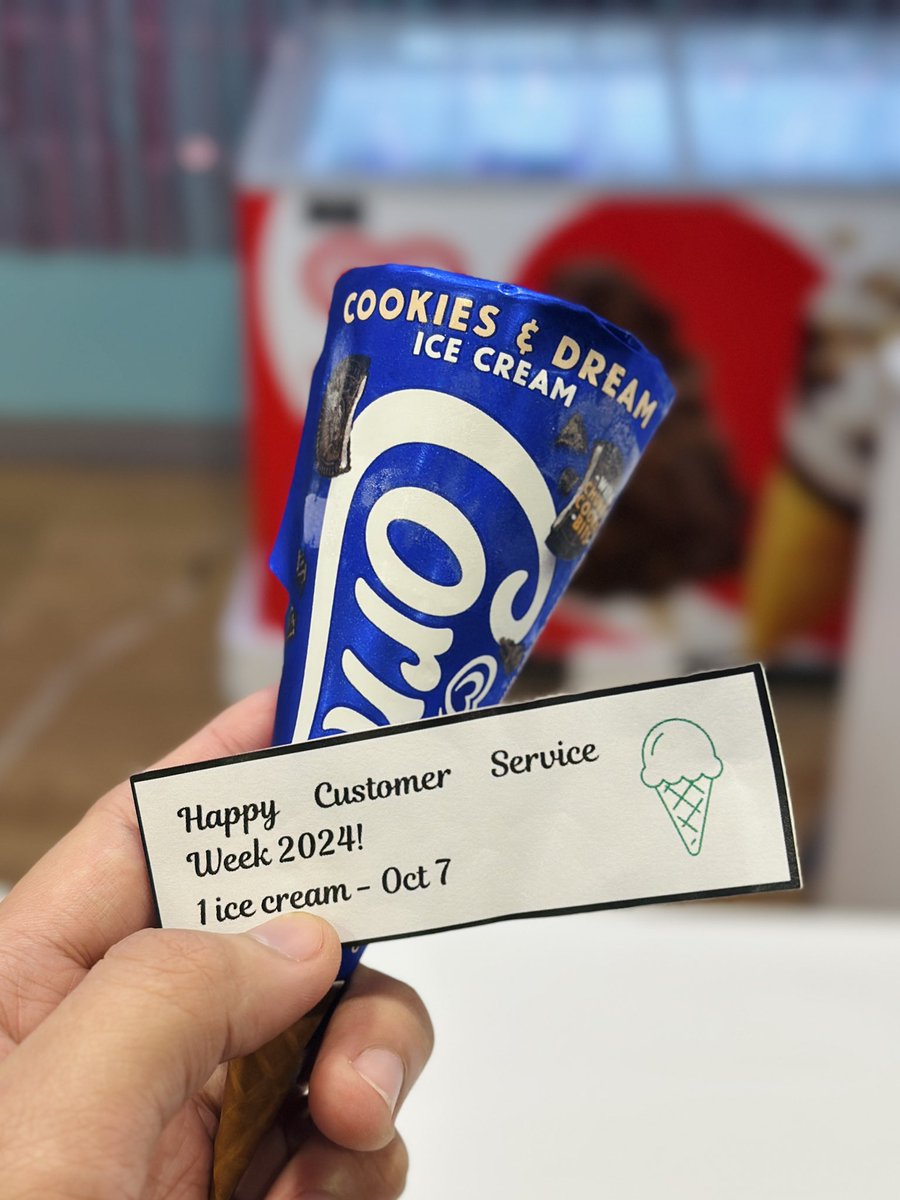 COOKIES & DREAM
ICE CREAM
Happy Customer Service
Week 2024!
1 ice cream - Oct 7